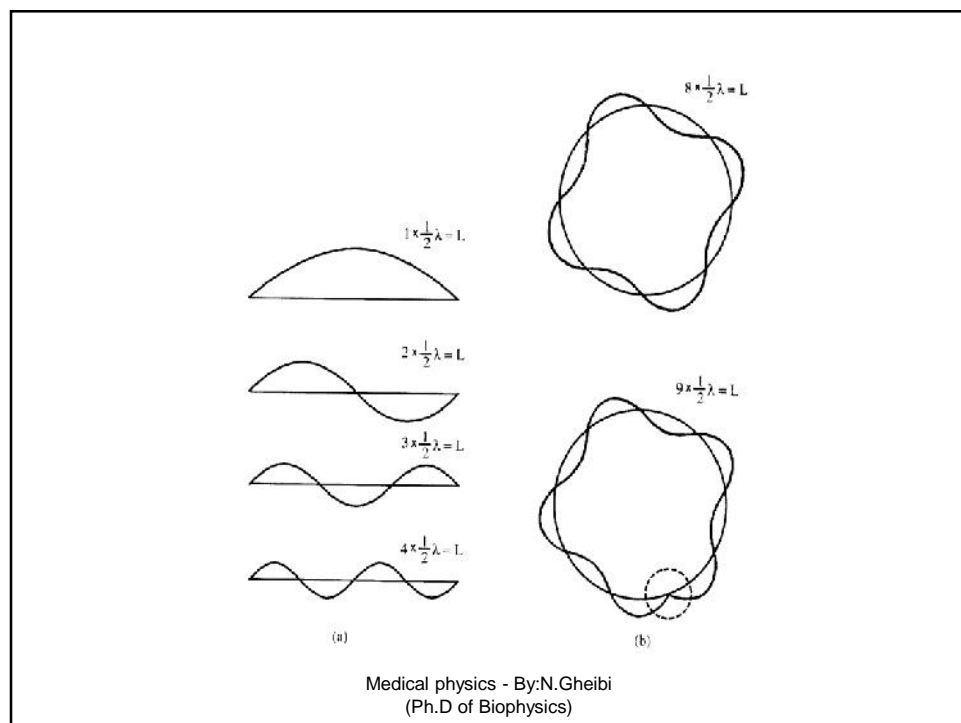 1 × 1/2 λ = L
2 × 1/2 λ = L
3 × 1/2 λ = L
4 × 1/2 λ = L
(a)
8 × 1/2 λ = L
9 × 1/2 λ = L
(b)
Medical physics - By:N.Gheibi
(Ph.D of Biophysics)